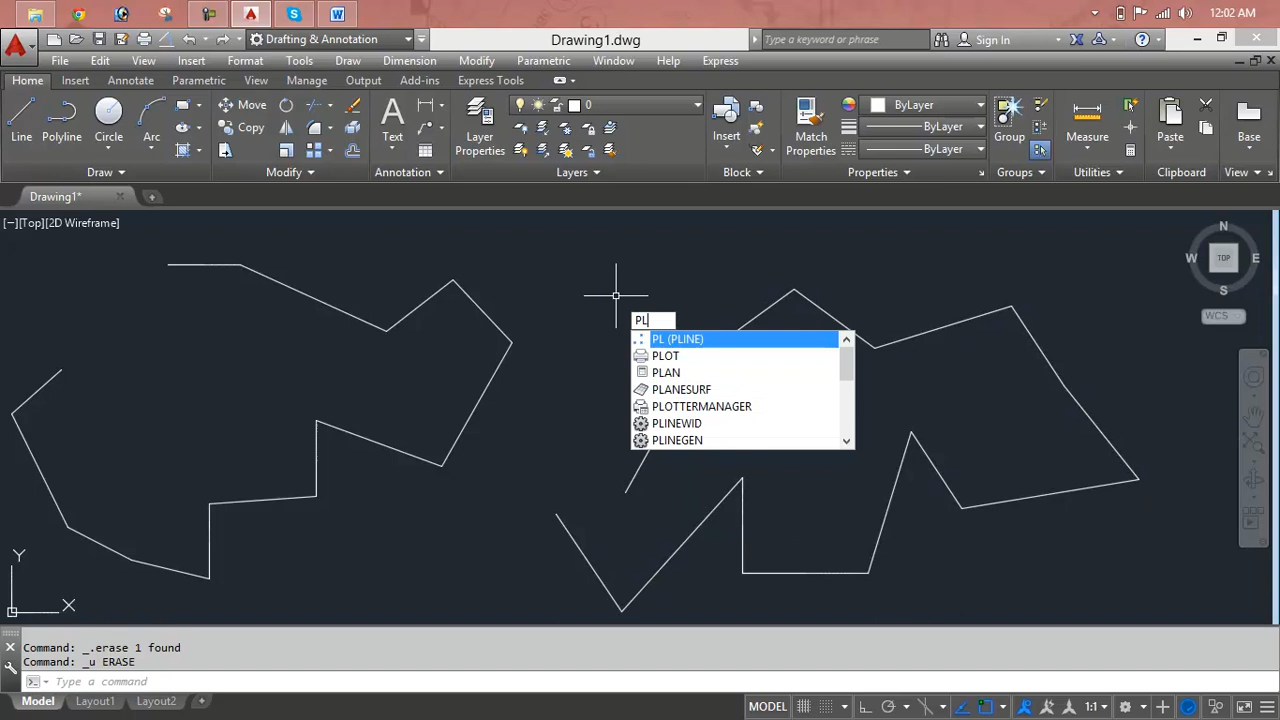 12:02 AM
Drafting & Annotation
Drawing1.dwg
Type a keyword or phrase
Sign In
File Edit View Insert Format Tools Draw Dimension Modify Parametric Window Help Express
Home Insert Annotate Parametric View Manage Output Add-ins Express Tools
Move
0
ByLayer
Copy
ByLayer
Line Polyline Circle Arc Text Layer Properties Insert Match Properties Group Measure Paste Base
ByLayer
Draw Modify Annotation Layers Block Properties Groups Utilities Clipboard View
Drawing1*
[−][Top][2D Wireframe]
N
W TOP E
S
WCS
PL
PL (PLINE)
PLOT
PLAN
PLANESURF
PLOTTERMANAGER
PLINEWID
PLINEGEN
Y
X
Command: _.erase 1 found
Command: _u ERASE
Type a command
Model Layout1 Layout2
MODEL
1:1